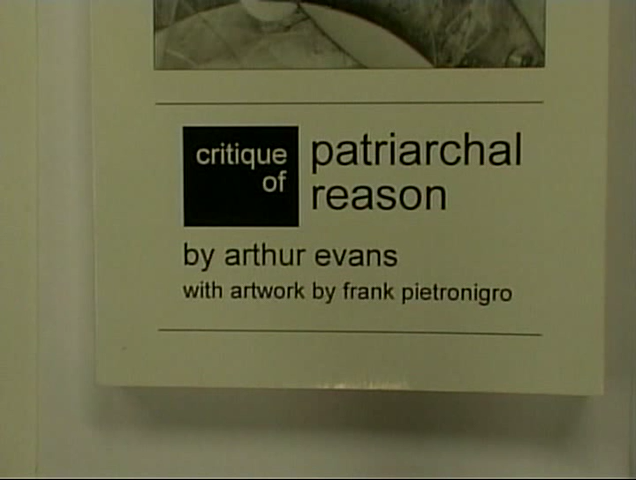 critique
of
patriarchal
reason
by arthur evans
with artwork by frank pietronigro